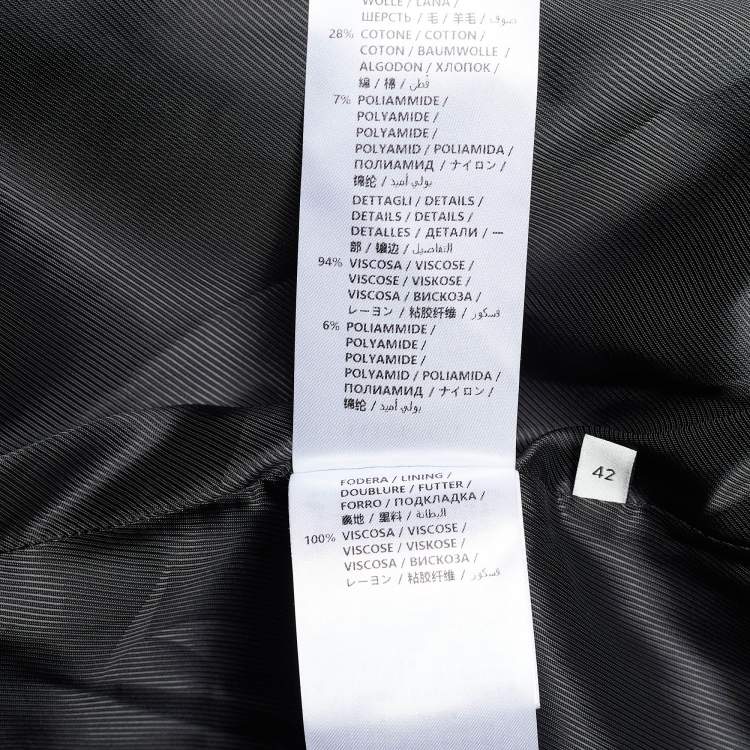 WOLLE / LANA /
ШЕРСТЬ / 毛 / 羊毛 / صوف
28% COTONE / COTTON /
COTON / BAUMWOLLE /
ALGODON / ХЛОПОК /
綿 / 棉 / قطن
7% POLIAMMIDE /
POLYAMIDE /
POLYAMIDE /
POLYAMID / POLIAMIDA /
ПОЛИАМИД / ナイロン /
锦纶 / بولي أميد
DETTAGLI / DETAILS /
DETAILS / DETAILS /
DETALLES / ДЕТАЛИ / 一
部 / 镶边 / التفاصيل
94% VISCOSA / VISCOSE /
VISCOSE / VISKOSE /
VISCOSA / ВИСКОЗА /
レーヨン / 粘胶纤维 / فسكور
6% POLIAMMIDE /
POLYAMIDE /
POLYAMIDE /
POLYAMID / POLIAMIDA /
ПОЛИАМИД / ナイロン /
锦纶 / بولي أميد
42
FODERA / LINING /
DOUBLURE / FUTTER /
FORRO / ПОДКЛАДКА /
裏地 / 里料 / البطانة
100% VISCOSA / VISCOSE /
VISCOSE / VISKOSE /
VISCOSA / ВИСКОЗА /
レーヨン / 粘胶纤维 / فسكور